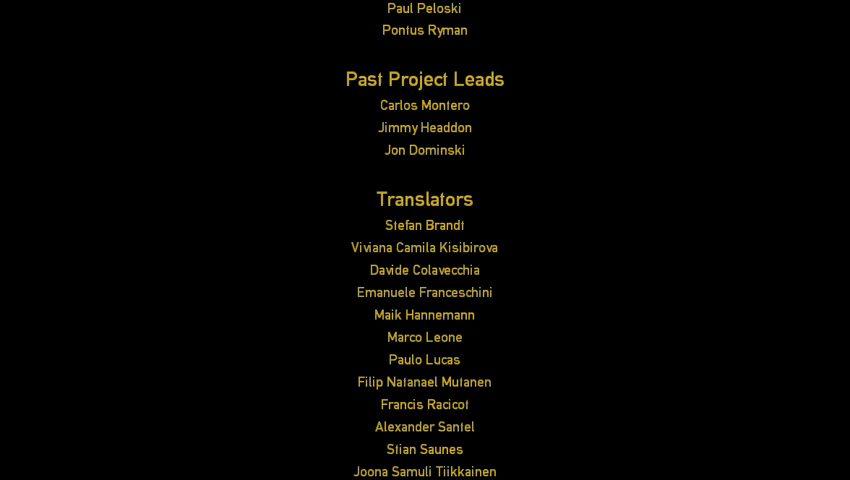 Paul Peloski
Pontus Ryman
Past Project Leads
Carlos Montero
Jimmy Headdon
Jon Dominski
Translators
Stefan Brandt
Viviana Camila Kisibirova
Davide Colavecchia
Emanuele Franceschini
Maik Hannemann
Marco Leone
Paulo Lucas
Filip Natanael Mutanen
Francis Racicot
Alexander Santel
Stian Saunes
Joona Samuli Tiikkainen